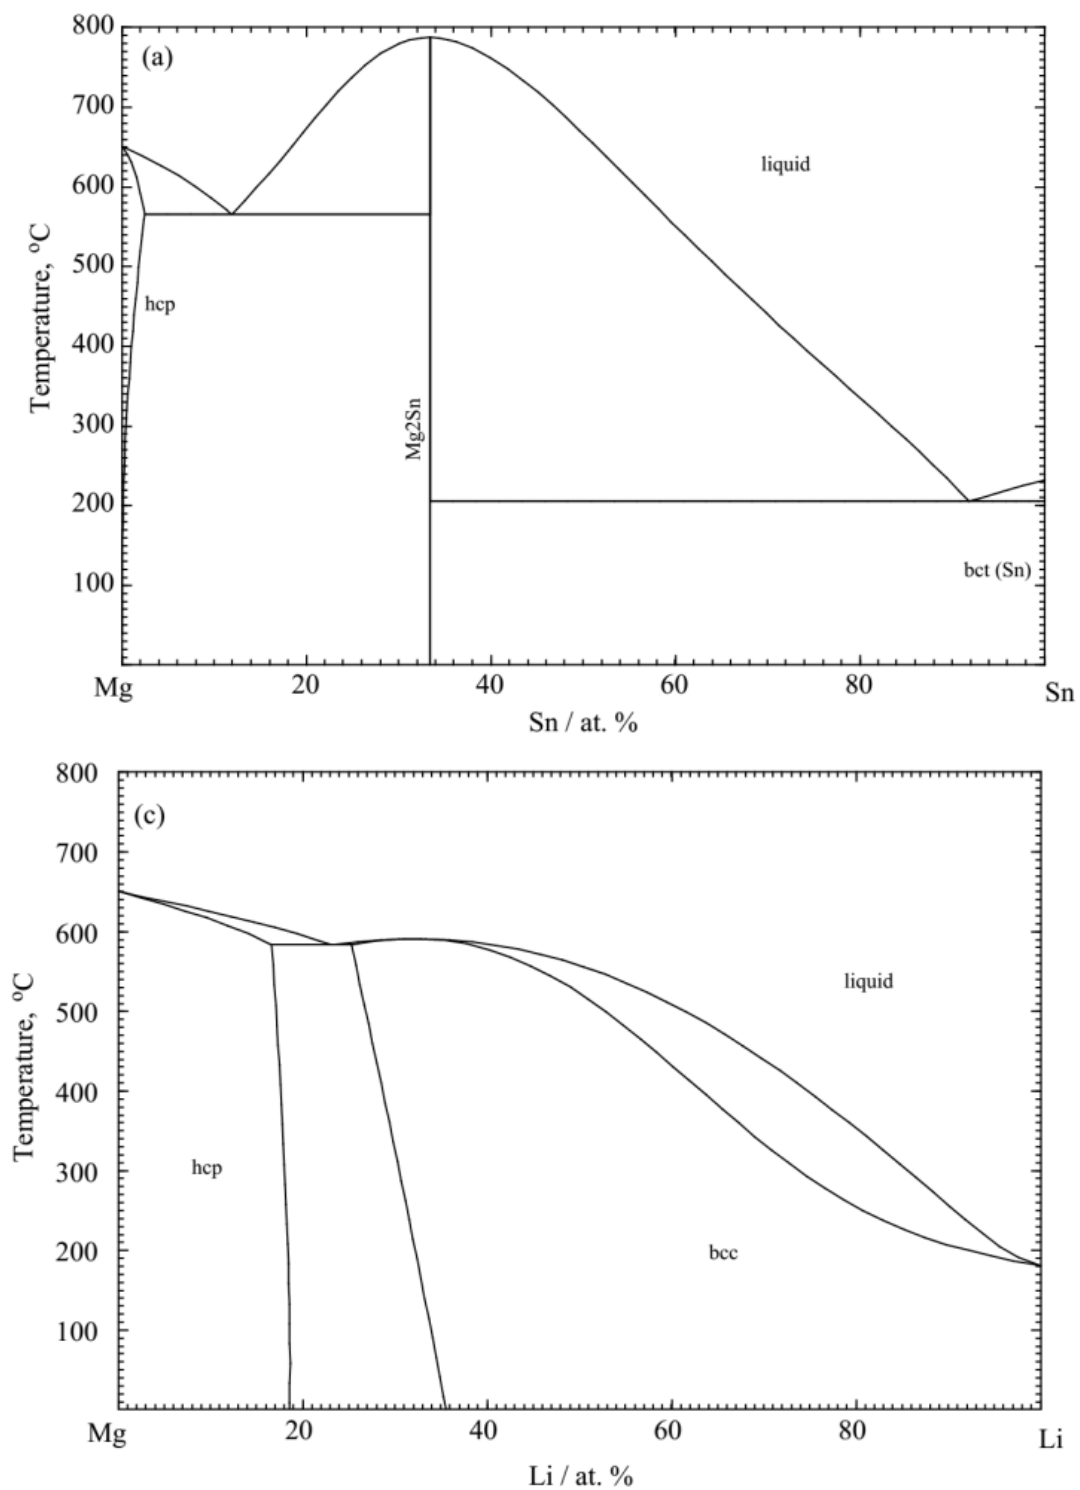 800
(a)
700
600
500
400
300
200
100
Temperature, °C
liquid
hcp
Mg2Sn
bct (Sn)
Mg
20
40
60
80
Sn
Sn / at. %
800
(c)
700
600
500
400
300
200
100
Temperature, °C
liquid
hcp
bcc
Mg
20
40
60
80
Li
Li / at. %